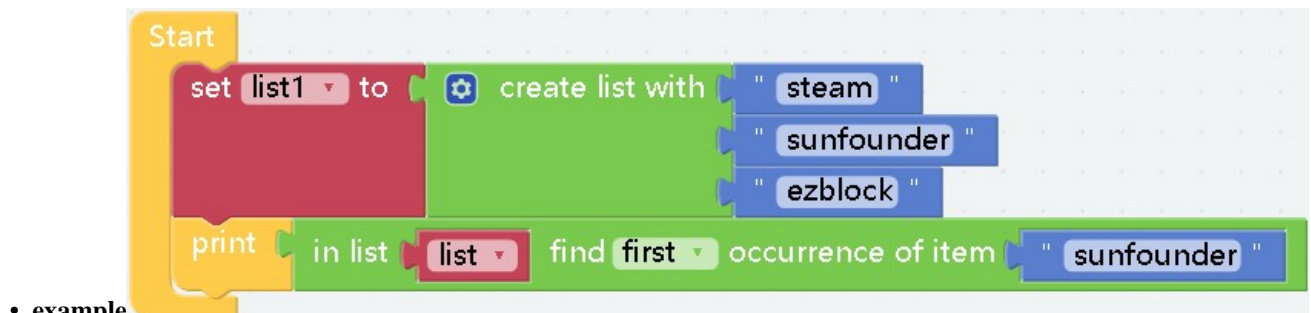 Start
set list1 to create list with " steam "
" sunfounder "
" ezblock "
print in list list find first occurrence of item " sunfounder "
• example